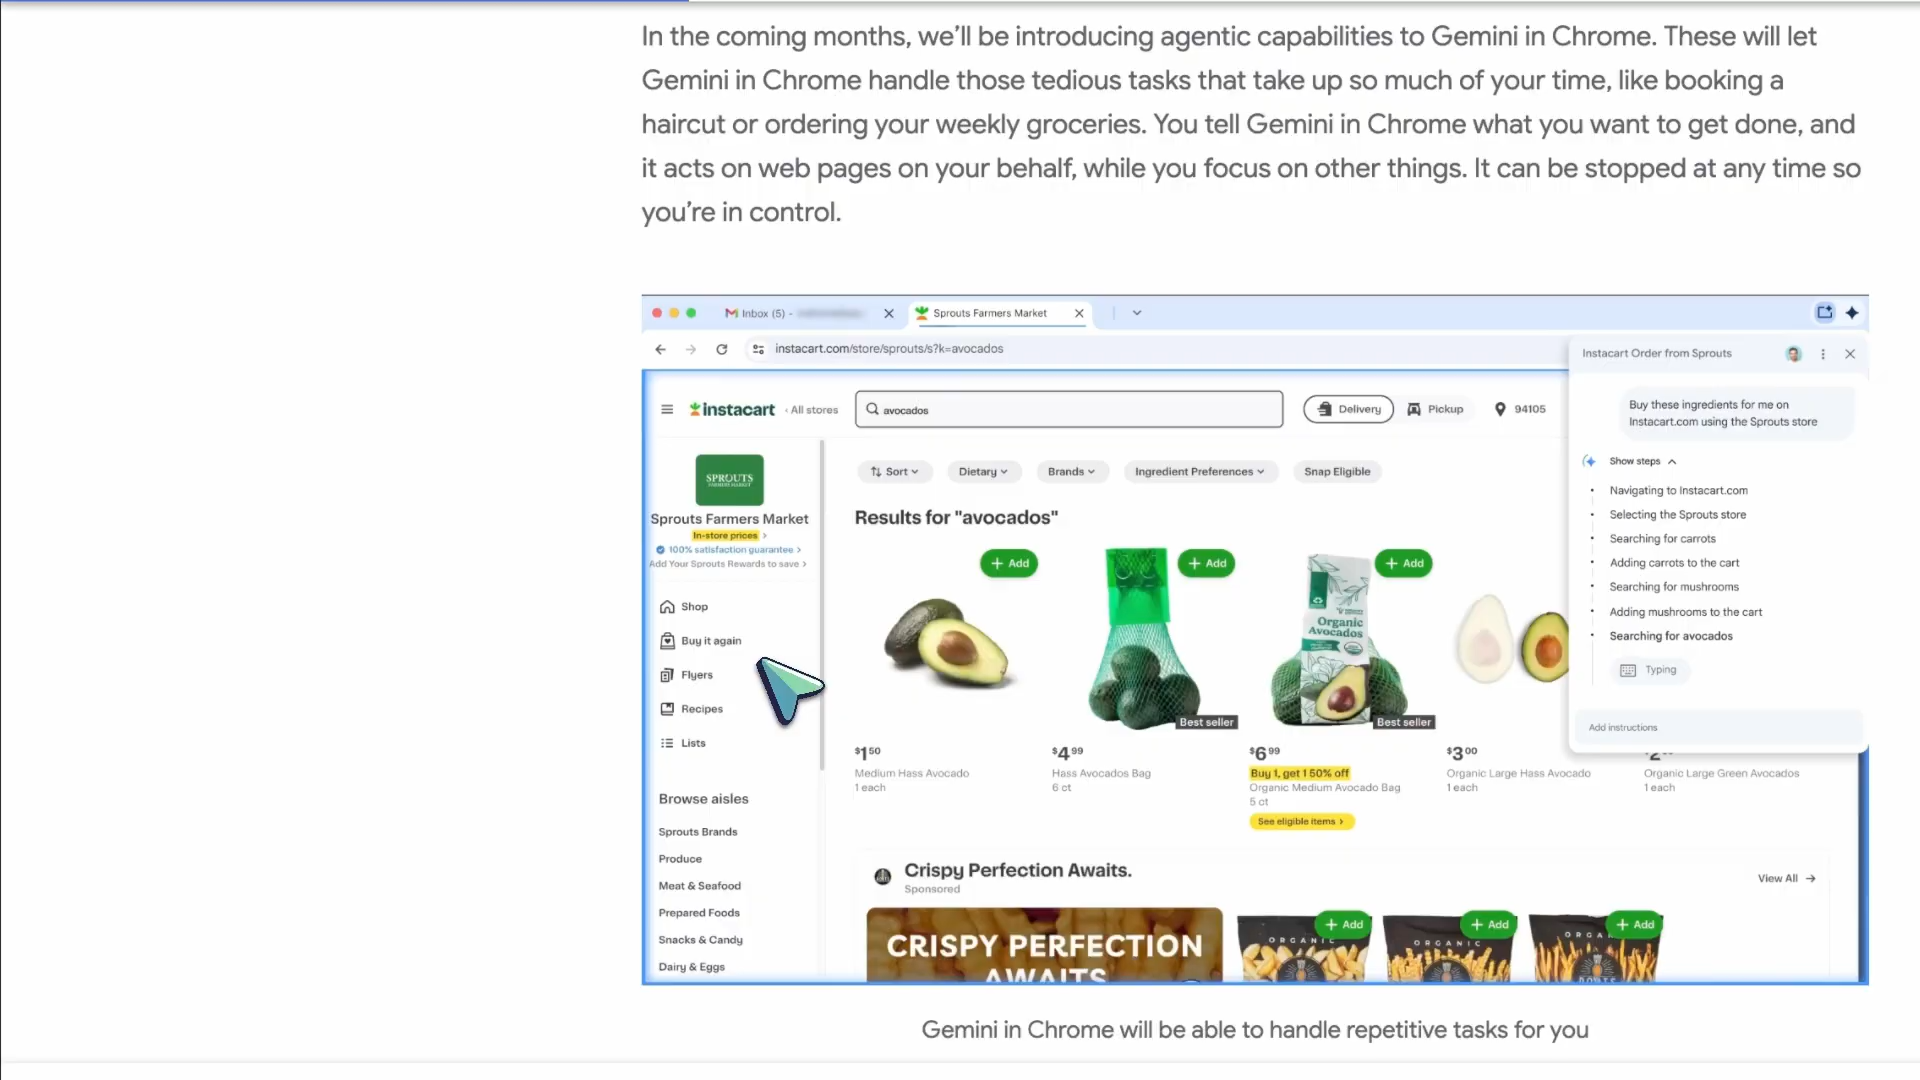 In the coming months, we’ll be introducing agentic capabilities to Gemini in Chrome. These will let
Gemini in Chrome handle those tedious tasks that take up so much of your time, like booking a
haircut or ordering your weekly groceries. You tell Gemini in Chrome what you want to get done, and
it acts on web pages on your behalf, while you focus on other things. It can be stopped at any time so
you’re in control.
Inbox (5) -
Sprouts Farmers Market
instacart.com/store/sprouts/s?k=avocados
instacart
All stores
avocados
Delivery
Pickup
94105
SPROUTS
FARMERS MARKET
Sprouts Farmers Market
In-store prices
100% satisfaction guarantee
Add Your Sprouts Rewards to save
Shop
Buy it again
Flyers
Recipes
Lists
Browse aisles
Sprouts Brands
Produce
Meat & Seafood
Prepared Foods
Snacks & Candy
Dairy & Eggs
Sort
Dietary
Brands
Ingredient Preferences
Snap Eligible
Results for "avocados"
+ Add
+ Add
+ Add
Organic
Avocados
Best seller
Best seller
$1 50
Medium Hass Avocado
1 each
$4 99
Hass Avocados Bag
6 ct
$6 99
Buy 1, get 1 50% off
Organic Medium Avocado Bag
5 ct
See eligible items
$3 00
Organic Large Hass Avocado
1 each
Organic Large Green Avocados
1 each
Crispy Perfection Awaits.
Sponsored
View All
CRISPY PERFECTION
AWAITS
+ Add
ORGANIC
+ Add
ORGANIC
+ Add
Instacart Order from Sprouts
Buy these ingredients for me on
Instacart.com using the Sprouts store
Show steps
Navigating to Instacart.com
Selecting the Sprouts store
Searching for carrots
Adding carrots to the cart
Searching for mushrooms
Adding mushrooms to the cart
Searching for avocados
Typing
Add instructions
Gemini in Chrome will be able to handle repetitive tasks for you